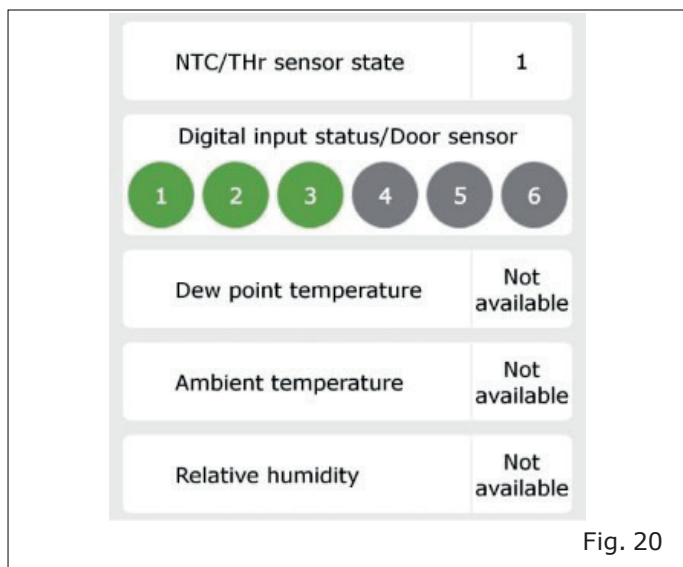 NTC/THr sensor state 1
Digital input status/Door sensor
1 2 3 4 5 6
Dew point temperature Not available
Ambient temperature Not available
Relative humidity Not available
Fig. 20